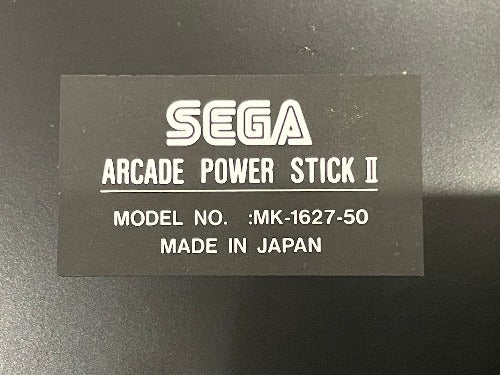 SEGA
ARCADE POWER STICK II
MODEL NO. :MK-1627-50
MADE IN JAPAN